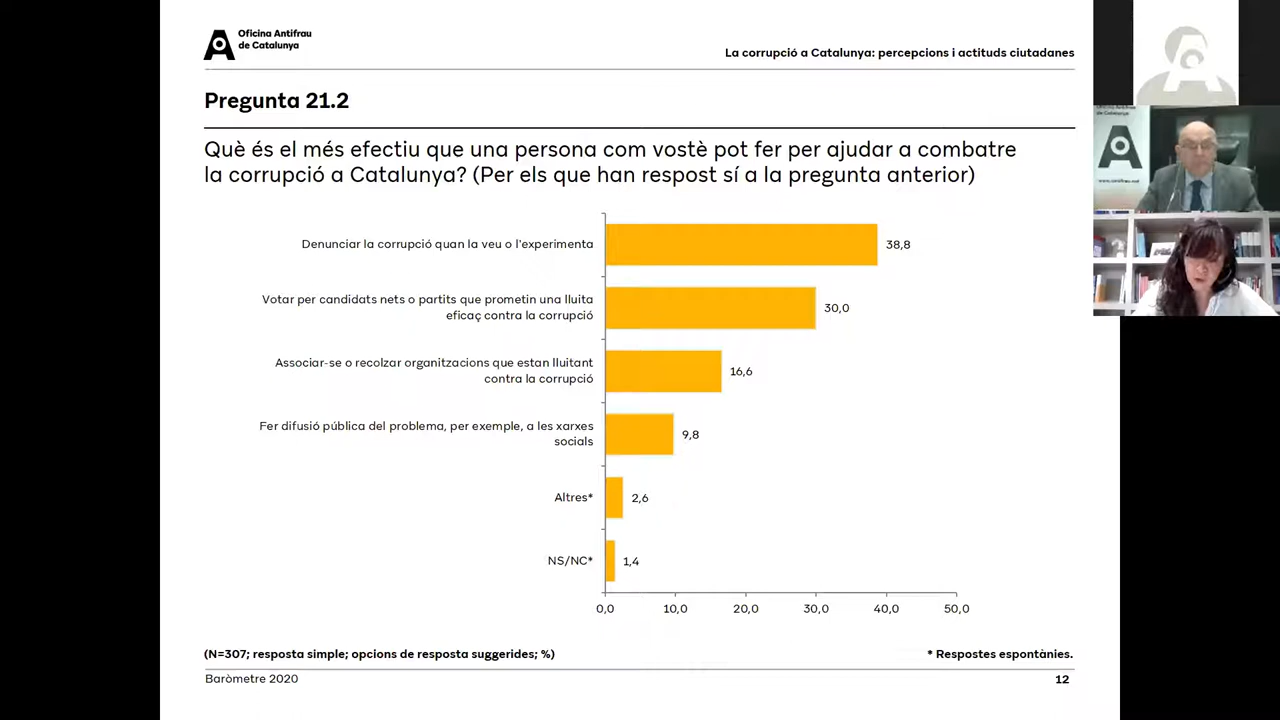 Oficina Antifrau
de Catalunya
La corrupció a Catalunya: percepcions i actituds ciutadanes
Pregunta 21.2
Què és el més efectiu que una persona com vostè pot fer per ajudar a combatre
la corrupció a Catalunya? (Per els que han respost sí a la pregunta anterior)
Denunciar la corrupció quan la veu o l'experimenta
38,8
Votar per candidats nets o partits que prometin una lluita
eficaç contra la corrupció
30,0
Associar-se o recolzar organitzacions que estan lluitant
contra la corrupció
16,6
Fer difusió pública del problema, per exemple, a les xarxes
socials
9,8
Altres*
2,6
NS/NC*
1,4
0,0 10,0 20,0 30,0 40,0 50,0
(N=307; resposta simple; opcions de resposta suggerides; %)
* Respostes espontànies.
Baròmetre 2020
12